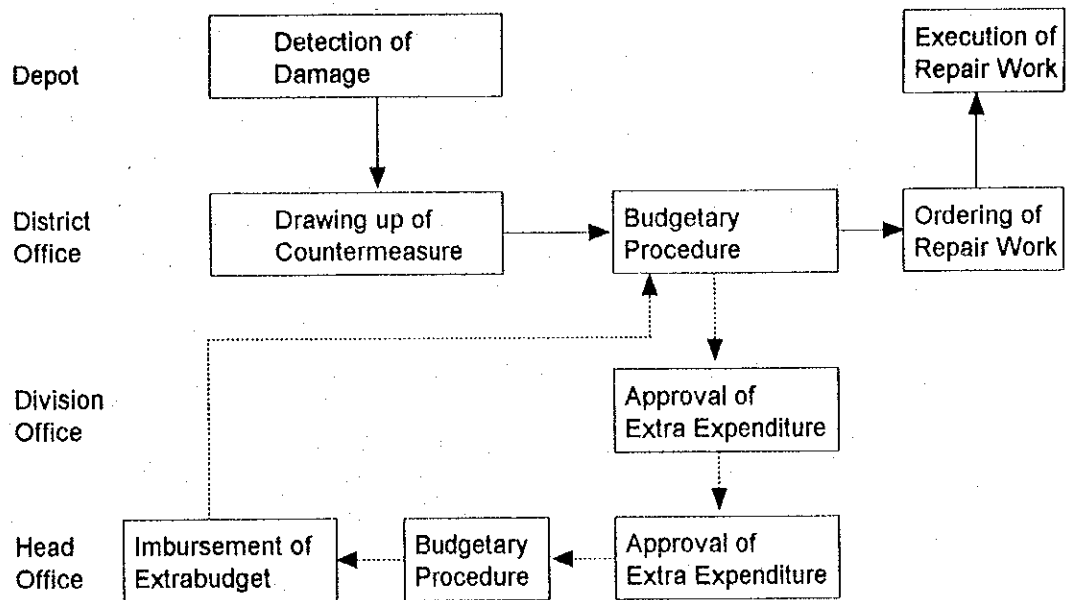 Depot
Detection of
Damage
Execution of
Repair Work
District
Office
Drawing up of
Countermeasure
Budgetary
Procedure
Ordering of
Repair Work
Division
Office
Approval of
Extra Expenditure
Head
Office
Imbursement of
Extrabudget
Budgetary
Procedure
Approval of
Extra Expenditure